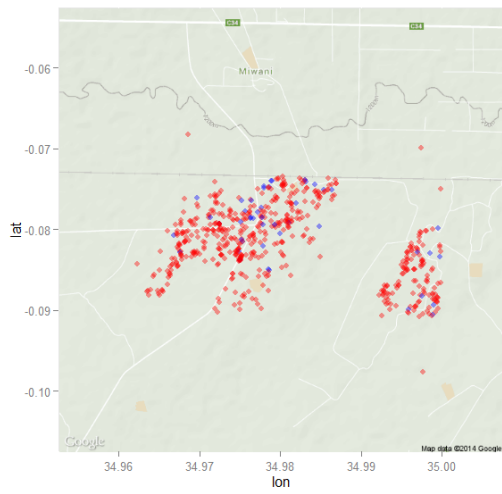 C34
C34
Miwani
-0.06
-0.07
-0.08
-0.09
-0.10
lat
Google
Map data ©2014 Google
34.96
34.97
34.98
34.99
35.00
lon